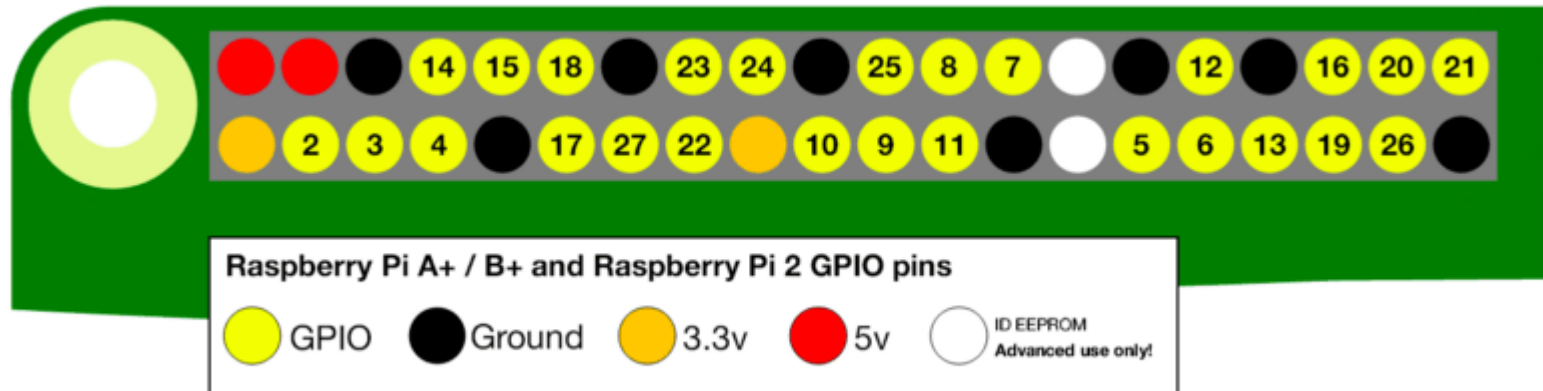 14 15 18 23 24 25 8 7 12 16 20 21
2 3 4 17 27 22 10 9 11 5 6 13 19 26
Raspberry Pi A+ / B+ and Raspberry Pi 2 GPIO pins
GPIO Ground 3.3v 5v ID EEPROM
Advanced use only!